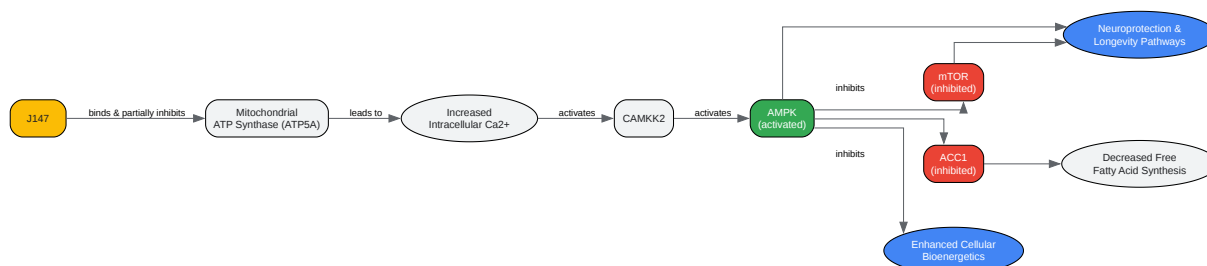 Neuroprotection &
Longevity Pathways
mTOR
(inhibited)
inhibits
J147
binds & partially inhibits
Mitochondrial
ATP Synthase (ATP5A)
leads to
Increased
Intracellular Ca2+
activates
CAMKK2
activates
AMPK
(activated)
inhibits
ACC1
(inhibited)
Decreased Free
Fatty Acid Synthesis
Enhanced Cellular
Bioenergetics